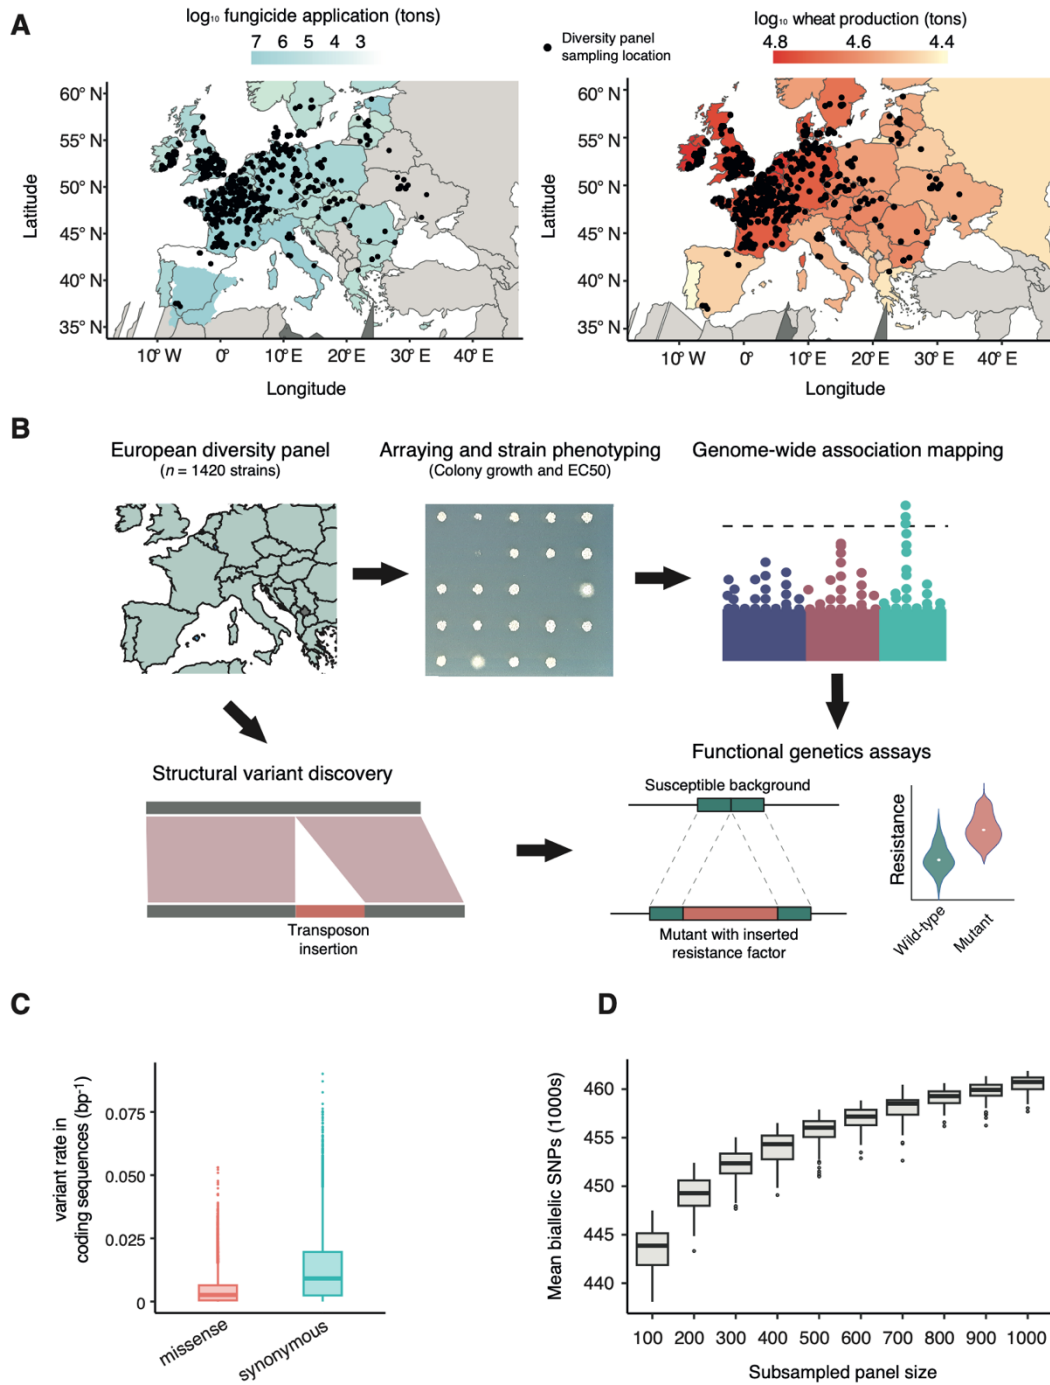 A
log₁₀ fungicide application (tons)
7 6 5 4 3
Diversity panel
sampling location
log₁₀ wheat production (tons)
4.8 4.6 4.4
60° N
55° N
50° N
45° N
40° N
35° N
Latitude
10° W 0° 10° E 20° E 30° E 40° E
Longitude
60° N
55° N
50° N
45° N
40° N
35° N
Latitude
10° W 0° 10° E 20° E 30° E 40° E
Longitude
B
European diversity panel
(n = 1420 strains)
Arraying and strain phenotyping
(Colony growth and EC50)
Genome-wide association mapping
Structural variant discovery
Transposon
insertion
Functional genetics assays
Susceptible background
Mutant with inserted
resistance factor
Resistance
Wild-type
Mutant
C
variant rate in
coding sequences (bp⁻¹)
0.075
0.050
0.025
0
missense
synonymous
D
Mean biallelic SNPs (1000s)
460
455
450
445
440
100 200 300 400 500 600 700 800 900 1000
Subsampled panel size